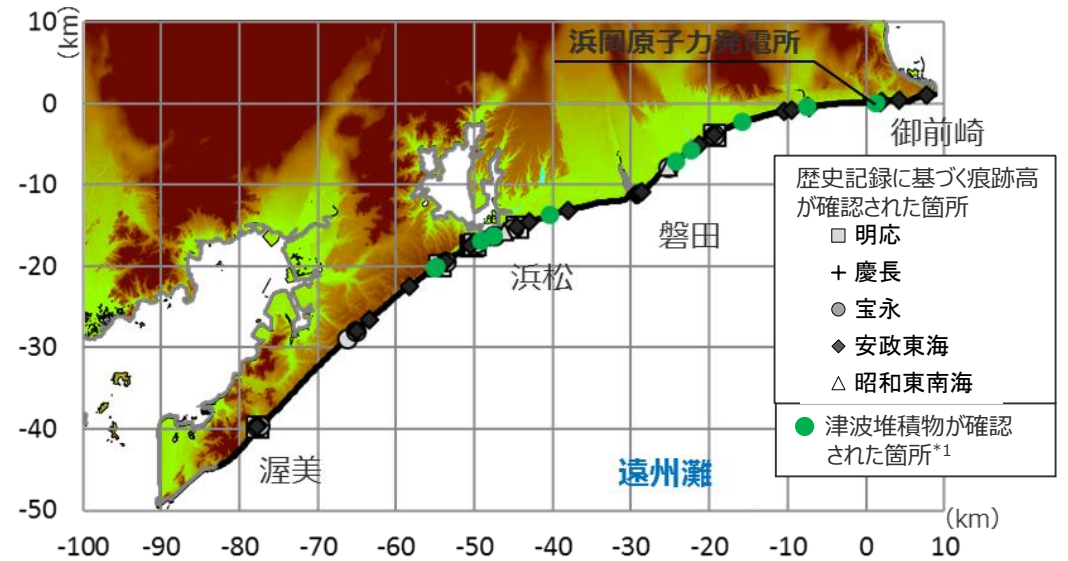 10
(km)
浜岡原子力発電所
0
御前崎
-10
歴史記録に基づく痕跡高
が確認された箇所
明応
慶長
宝永
安政東海
昭和東南海
磐田
-20
浜松
-30
-40
津波堆積物が確認
された箇所*1
渥美
遠州灘
-50
(km)
-100 -90 -80 -70 -60 -50 -40 -30 -20 -10 0 10